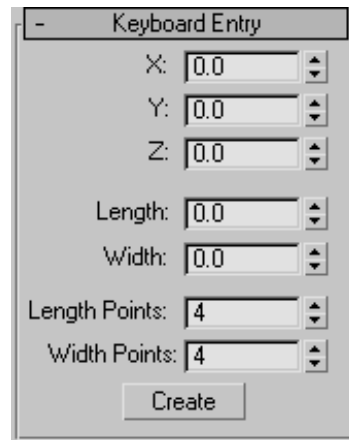 - Keyboard Entry
X: 0.0
Y: 0.0
Z: 0.0
Length: 0.0
Width: 0.0
Length Points: 4
Width Points: 4
Create